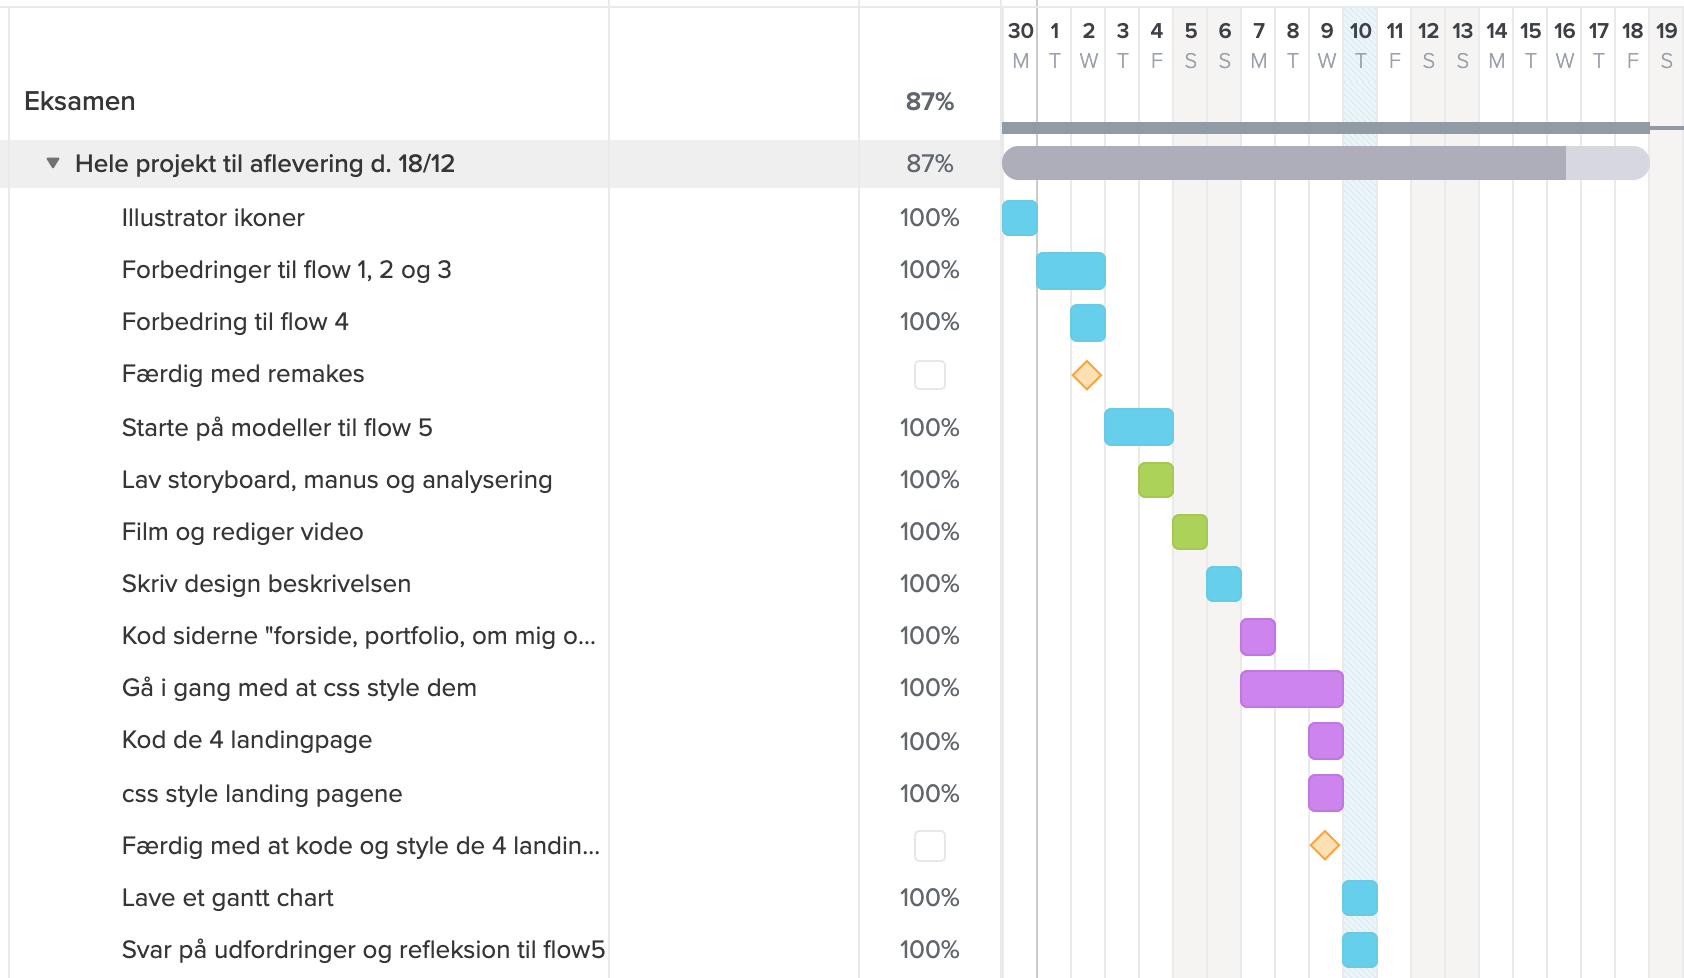 30 1 2 3 4 5 6 7 8 9 10 11 12 13 14 15 16 17 18 19
M T W T F S S M T W T F S S M T W T F S
Eksamen 87%
Hele projekt til aflevering d. 18/12 87%
Illustrator ikoner 100%
Forbedringer til flow 1, 2 og 3 100%
Forbedring til flow 4 100%
Færdig med remakes
Starte på modeller til flow 5 100%
Lav storyboard, manus og analysering 100%
Film og rediger video 100%
Skriv design beskrivelsen 100%
Kod siderne "forside, portfolio, om mig o... 100%
Gå i gang med at css style dem 100%
Kod de 4 landingpage 100%
css style landing pagene 100%
Færdig med at kode og style de 4 landin...
Lave et gantt chart 100%
Svar på udfordringer og refleksion til flow5 100%